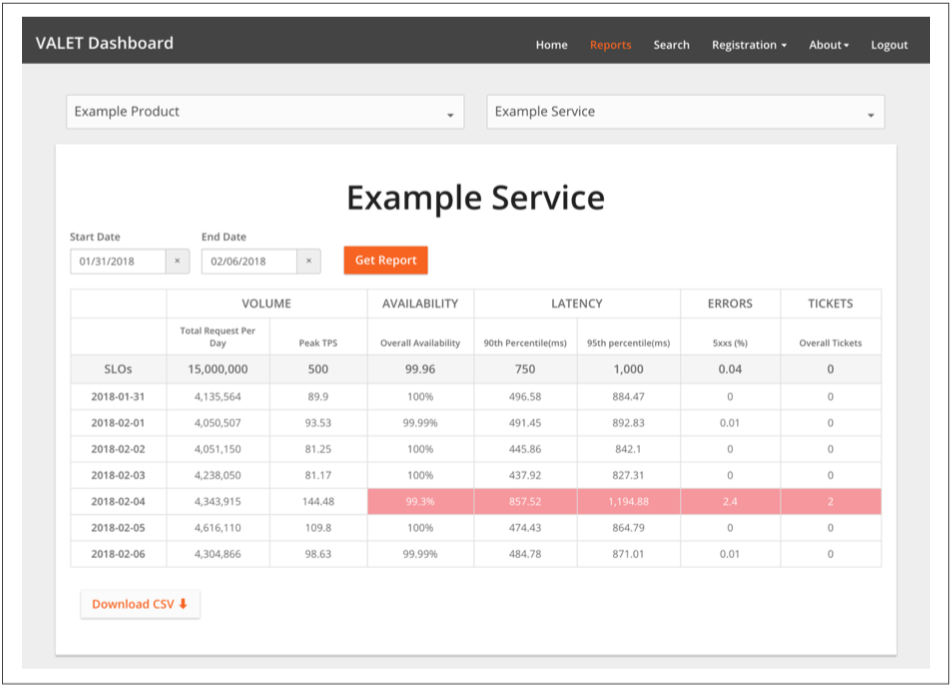 VALET Dashboard
Home Reports Search Registration About Logout
Example Product Example Service
Example Service
Start Date End Date
01/31/2018 × 02/06/2018 × Get Report
VOLUME AVAILABILITY LATENCY ERRORS TICKETS
Total Request Per Day Peak TPS Overall Availability 90th Percentile(ms) 95th percentile(ms) 5xxs (%) Overall Tickets
SLOs 15,000,000 500 99.96 750 1,000 0.04 0
2018-01-31 4,135,564 89.9 100% 496.58 884.47 0 0
2018-02-01 4,050,507 93.53 99.99% 491.45 892.83 0.01 0
2018-02-02 4,051,150 81.25 100% 445.86 842.1 0 0
2018-02-03 4,238,050 81.17 100% 437.92 827.31 0 0
2018-02-04 4,343,915 144.48 99.3% 857.52 1,194.88 2.4 2
2018-02-05 4,616,110 109.8 100% 474.43 864.79 0 0
2018-02-06 4,304,866 98.63 99.99% 484.78 871.01 0.01 0
Download CSV